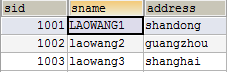 sid sname address
1001 LAOWANG1 shandong
1002 laowang2 guangzhou
1003 laowang3 shanghai